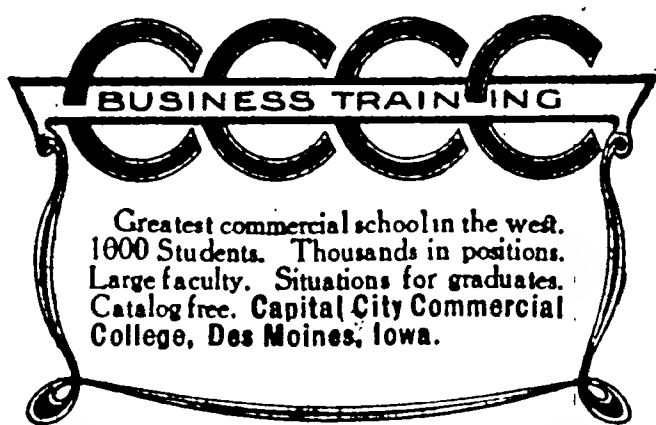 CCCC
BUSINESS TRAINING
Greatest commercial school in the west.
1000 Students. Thousands in positions.
Large faculty. Situations for graduates.
Catalog free. Capital City Commercial
College, Des Moines, Iowa.